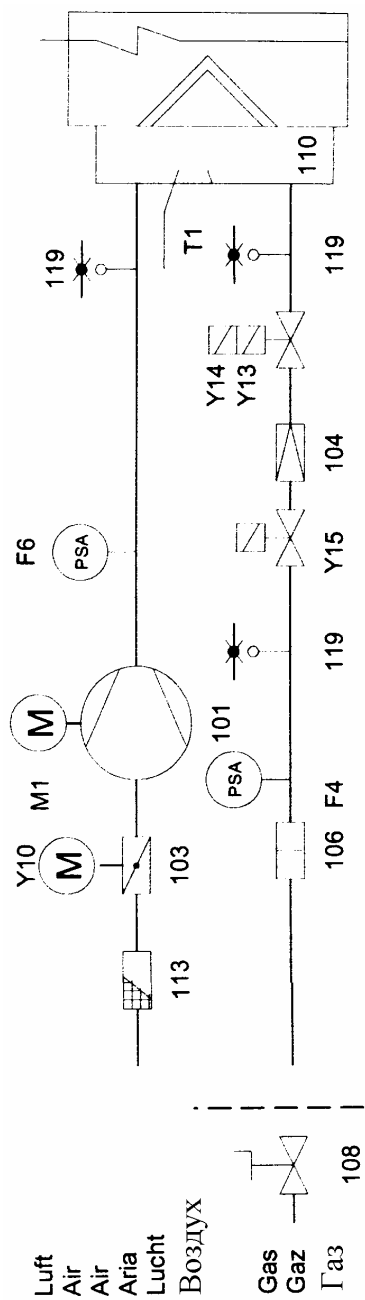 Luft
Air
Air
Aria
Lucht
Воздух
113
Y10
M
103
M1
M
101
F6
PSA
119
T1
110
Gas
Gaz
Газ
108
106
PSA
F4
119
Y15
104
Y14
Y13
119